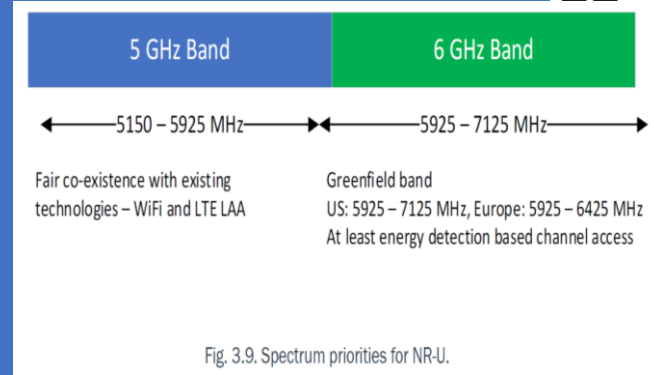 5 GHz Band
6 GHz Band
5150 – 5925 MHz
5925 – 7125 MHz
Fair co-existence with existing
technologies – WiFi and LTE LAA
Greenfield band
US: 5925 – 7125 MHz, Europe: 5925 – 6425 MHz
At least energy detection based channel access
Fig. 3.9. Spectrum priorities for NR-U.